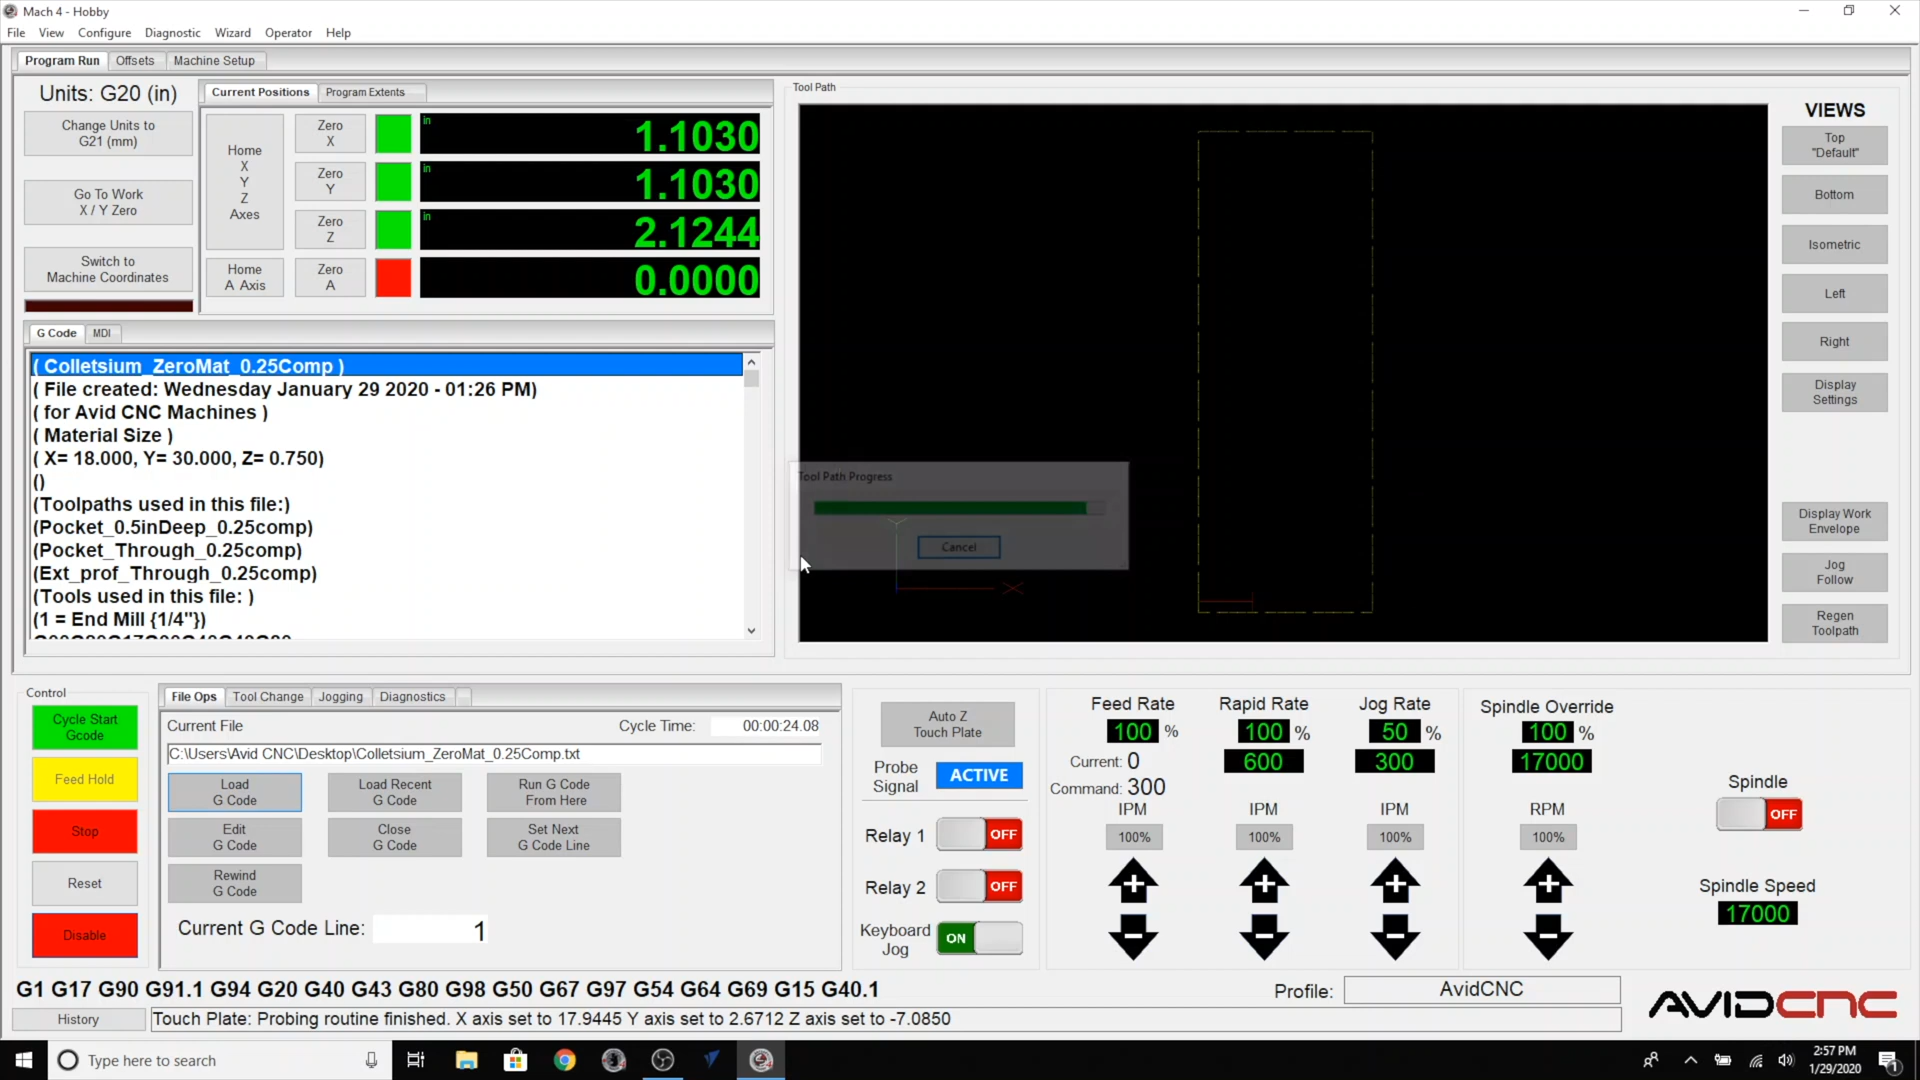 Mach 4 - Hobby
File View Configure Diagnostic Wizard Operator Help
Program Run Offsets Machine Setup
Units: G20 (in)
Change Units to
G21 (mm)
Go To Work
X / Y Zero
Switch to
Machine Coordinates
Current Positions Program Extents
Home
X
Y
Z
Axes
Zero
X
in
1.1030
Zero
Y
in
1.1030
Zero
Z
in
2.1244
Home
A Axis
Zero
A
0.0000
G Code MDI
( Colletsium_ZeroMat_0.25Comp )
( File created: Wednesday January 29 2020 - 01:26 PM)
( for Avid CNC Machines )
( Material Size )
( X= 18.000, Y= 30.000, Z= 0.750)
()
(Toolpaths used in this file:)
(Pocket_0.5inDeep_0.25comp)
(Pocket_Through_0.25comp)
(Ext_prof_Through_0.25comp)
(Tools used in this file: )
(1 = End Mill {1/4"})
Tool Path
Tool Path Progress
Cancel
Y
X
VIEWS
Top
"Default"
Bottom
Isometric
Left
Right
Display
Settings
Display Work
Envelope
Jog
Follow
Regen
Toolpath
Control
Cycle Start
Gcode
Feed Hold
Stop
Reset
Disable
File Ops Tool Change Jogging Diagnostics
Current File
Cycle Time: 00:00:24.08
C:\Users\Avid CNC\Desktop\Colletsium_ZeroMat_0.25Comp.txt
Load
G Code
Load Recent
G Code
Run G Code
From Here
Edit
G Code
Close
G Code
Set Next
G Code Line
Rewind
G Code
Current G Code Line: 1
Auto Z
Touch Plate
Probe
Signal
ACTIVE
Relay 1 OFF
Relay 2 OFF
Keyboard
Jog
ON
Feed Rate
100 %
Current: 0
Command: 300
IPM
100%
Rapid Rate
100 %
600
IPM
100%
Jog Rate
50 %
300
IPM
100%
Spindle Override
100 %
17000
RPM
100%
Spindle
OFF
Spindle Speed
17000
G1 G17 G90 G91.1 G94 G20 G40 G43 G80 G98 G50 G67 G97 G54 G64 G69 G15 G40.1
Profile: AvidCNC
AVIDCNC
History
Touch Plate: Probing routine finished. X axis set to 17.9445 Y axis set to 2.6712 Z axis set to -7.0850
Type here to search
2:57 PM
1/29/2020
1